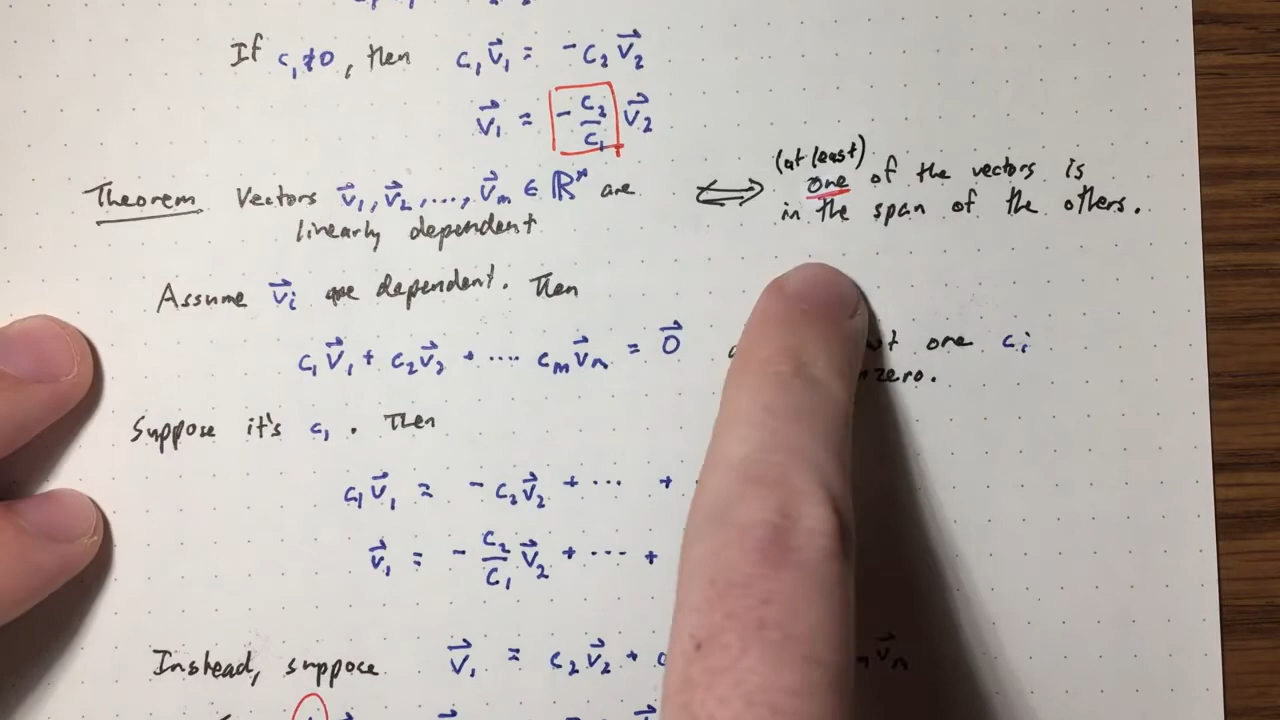 If c₁≠0, then c₁v⃗₁ = -c₂v⃗₂
v⃗₁ = -c₂/c₁ v⃗₂
Theorem Vectors v⃗₁, v⃗₂, ..., v⃗ₘ ∈ ℝⁿ are linearly dependent
⟺ (at least) one of the vectors is
in the span of the others.
Assume v⃗ᵢ are dependent. Then
c₁v⃗₁ + c₂v⃗₂ + .... cₘv⃗ₘ = 0⃗ one cᵢ
Suppose it's c₁. Then
c₁v⃗₁ = -c₂v⃗₂ + ... +
v⃗₁ = -c₂/c₁ v⃗₂ + ... +
Instead, suppose v⃗₁ = c₂v⃗₂ +